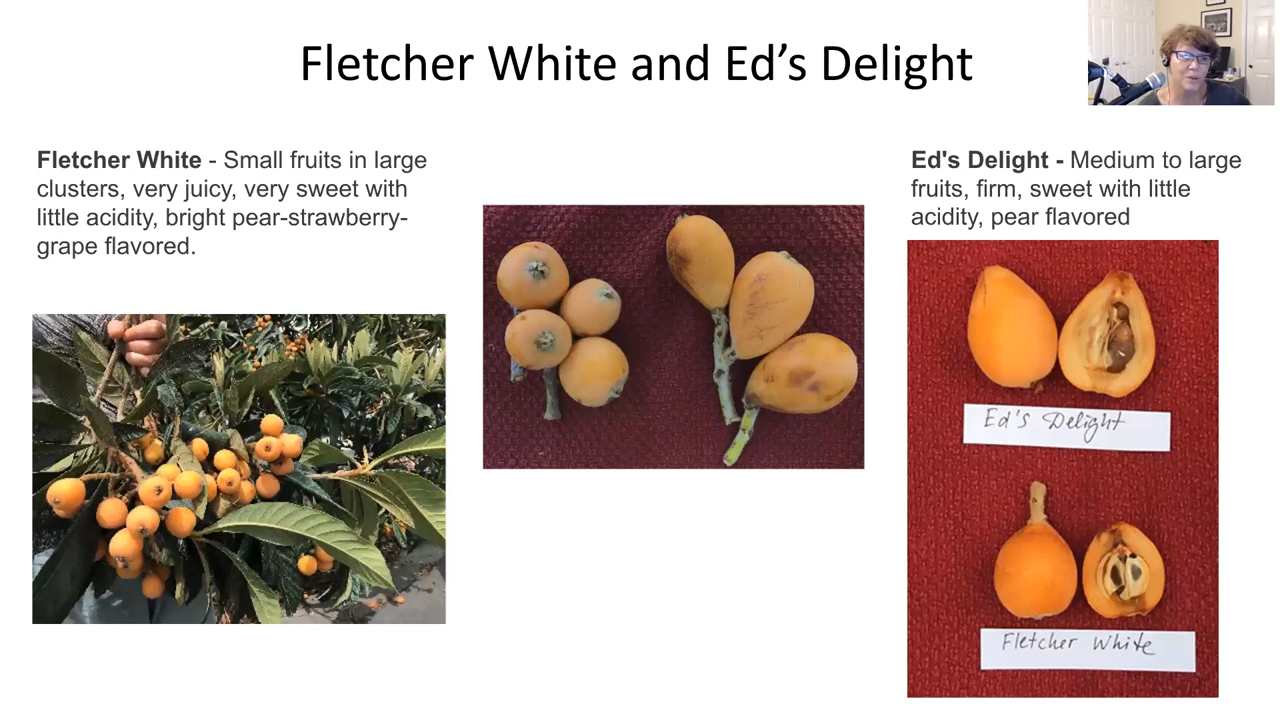 Fletcher White and Ed's Delight
Fletcher White - Small fruits in large
clusters, very juicy, very sweet with
little acidity, bright pear-strawberry-
grape flavored.
Ed's Delight - Medium to large
fruits, firm, sweet with little
acidity, pear flavored
Ed's Delight
Fletcher White